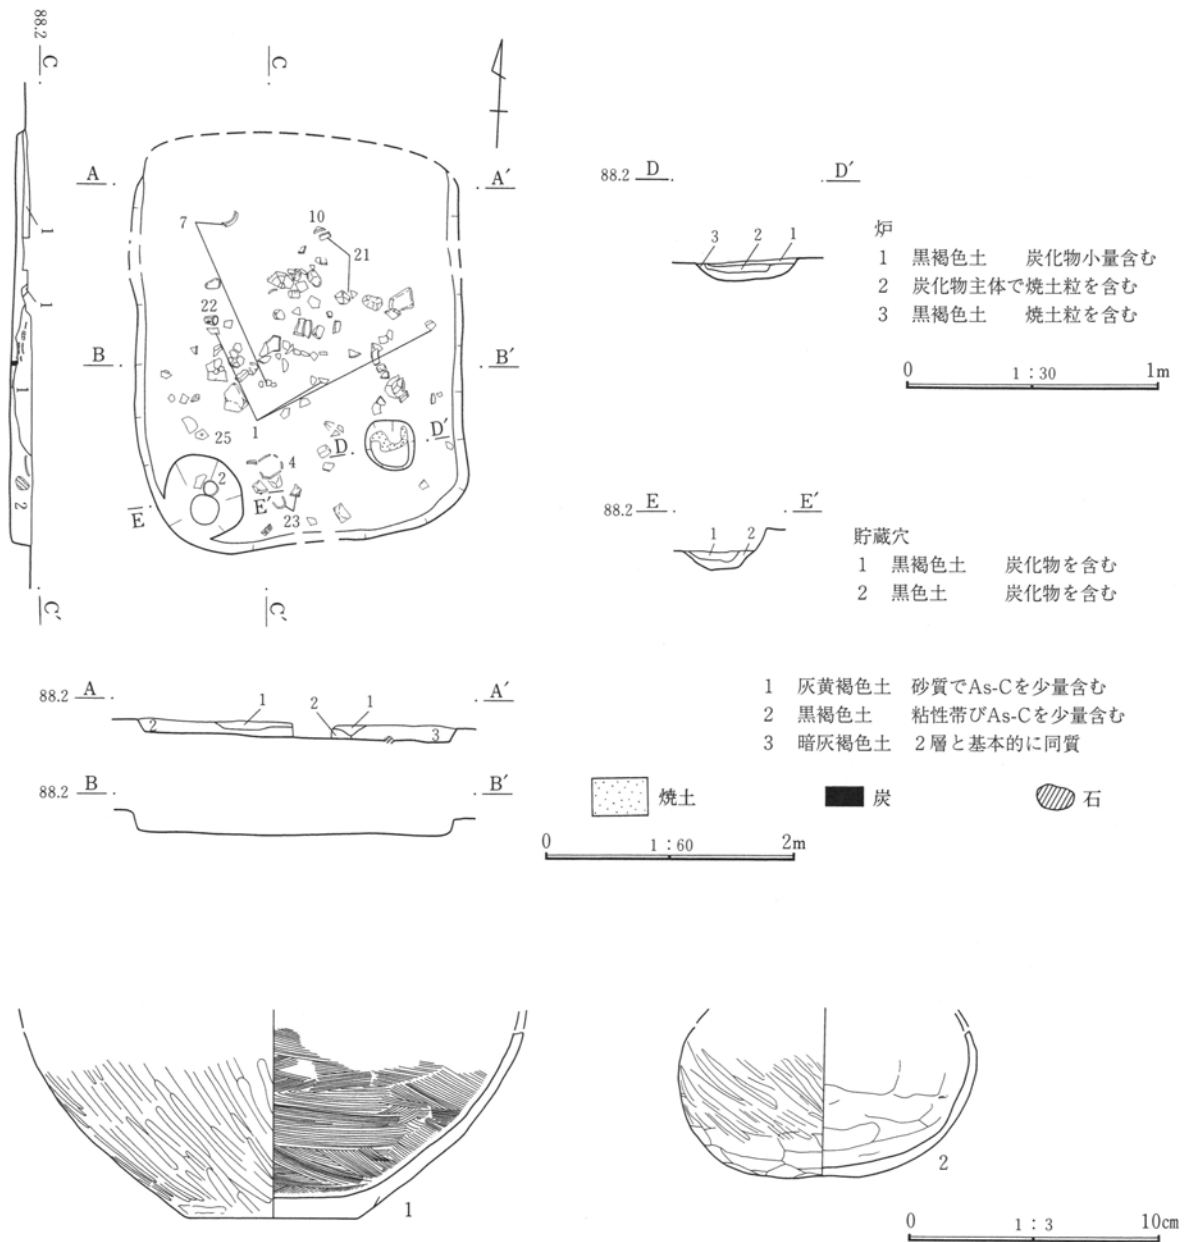 88.2 C
C
A
A′
7
10
21
22
1
1
B
B′
1
25
1
D
D′
4
2
E
E′
23
2
C′
C′
88.2 D
D′
3 2 1
炉
1 黒褐色土 炭化物小量含む
2 炭化物主体で焼土粒を含む
3 黒褐色土 焼土粒を含む
0 1：30 1m
88.2 E
E′
1 2
貯蔵穴
1 黒褐色土 炭化物を含む
2 黒色土 炭化物を含む
88.2 A
A′
2 1 2 1 3
88.2 B
B′
1 灰黄褐色土 砂質でAs-Cを少量含む
2 黒褐色土 粘性帯びAs-Cを少量含む
3 暗灰褐色土 2層と基本的に同質
焼土
炭
石
0 1：60 2m
1
2
0 1：3 10cm